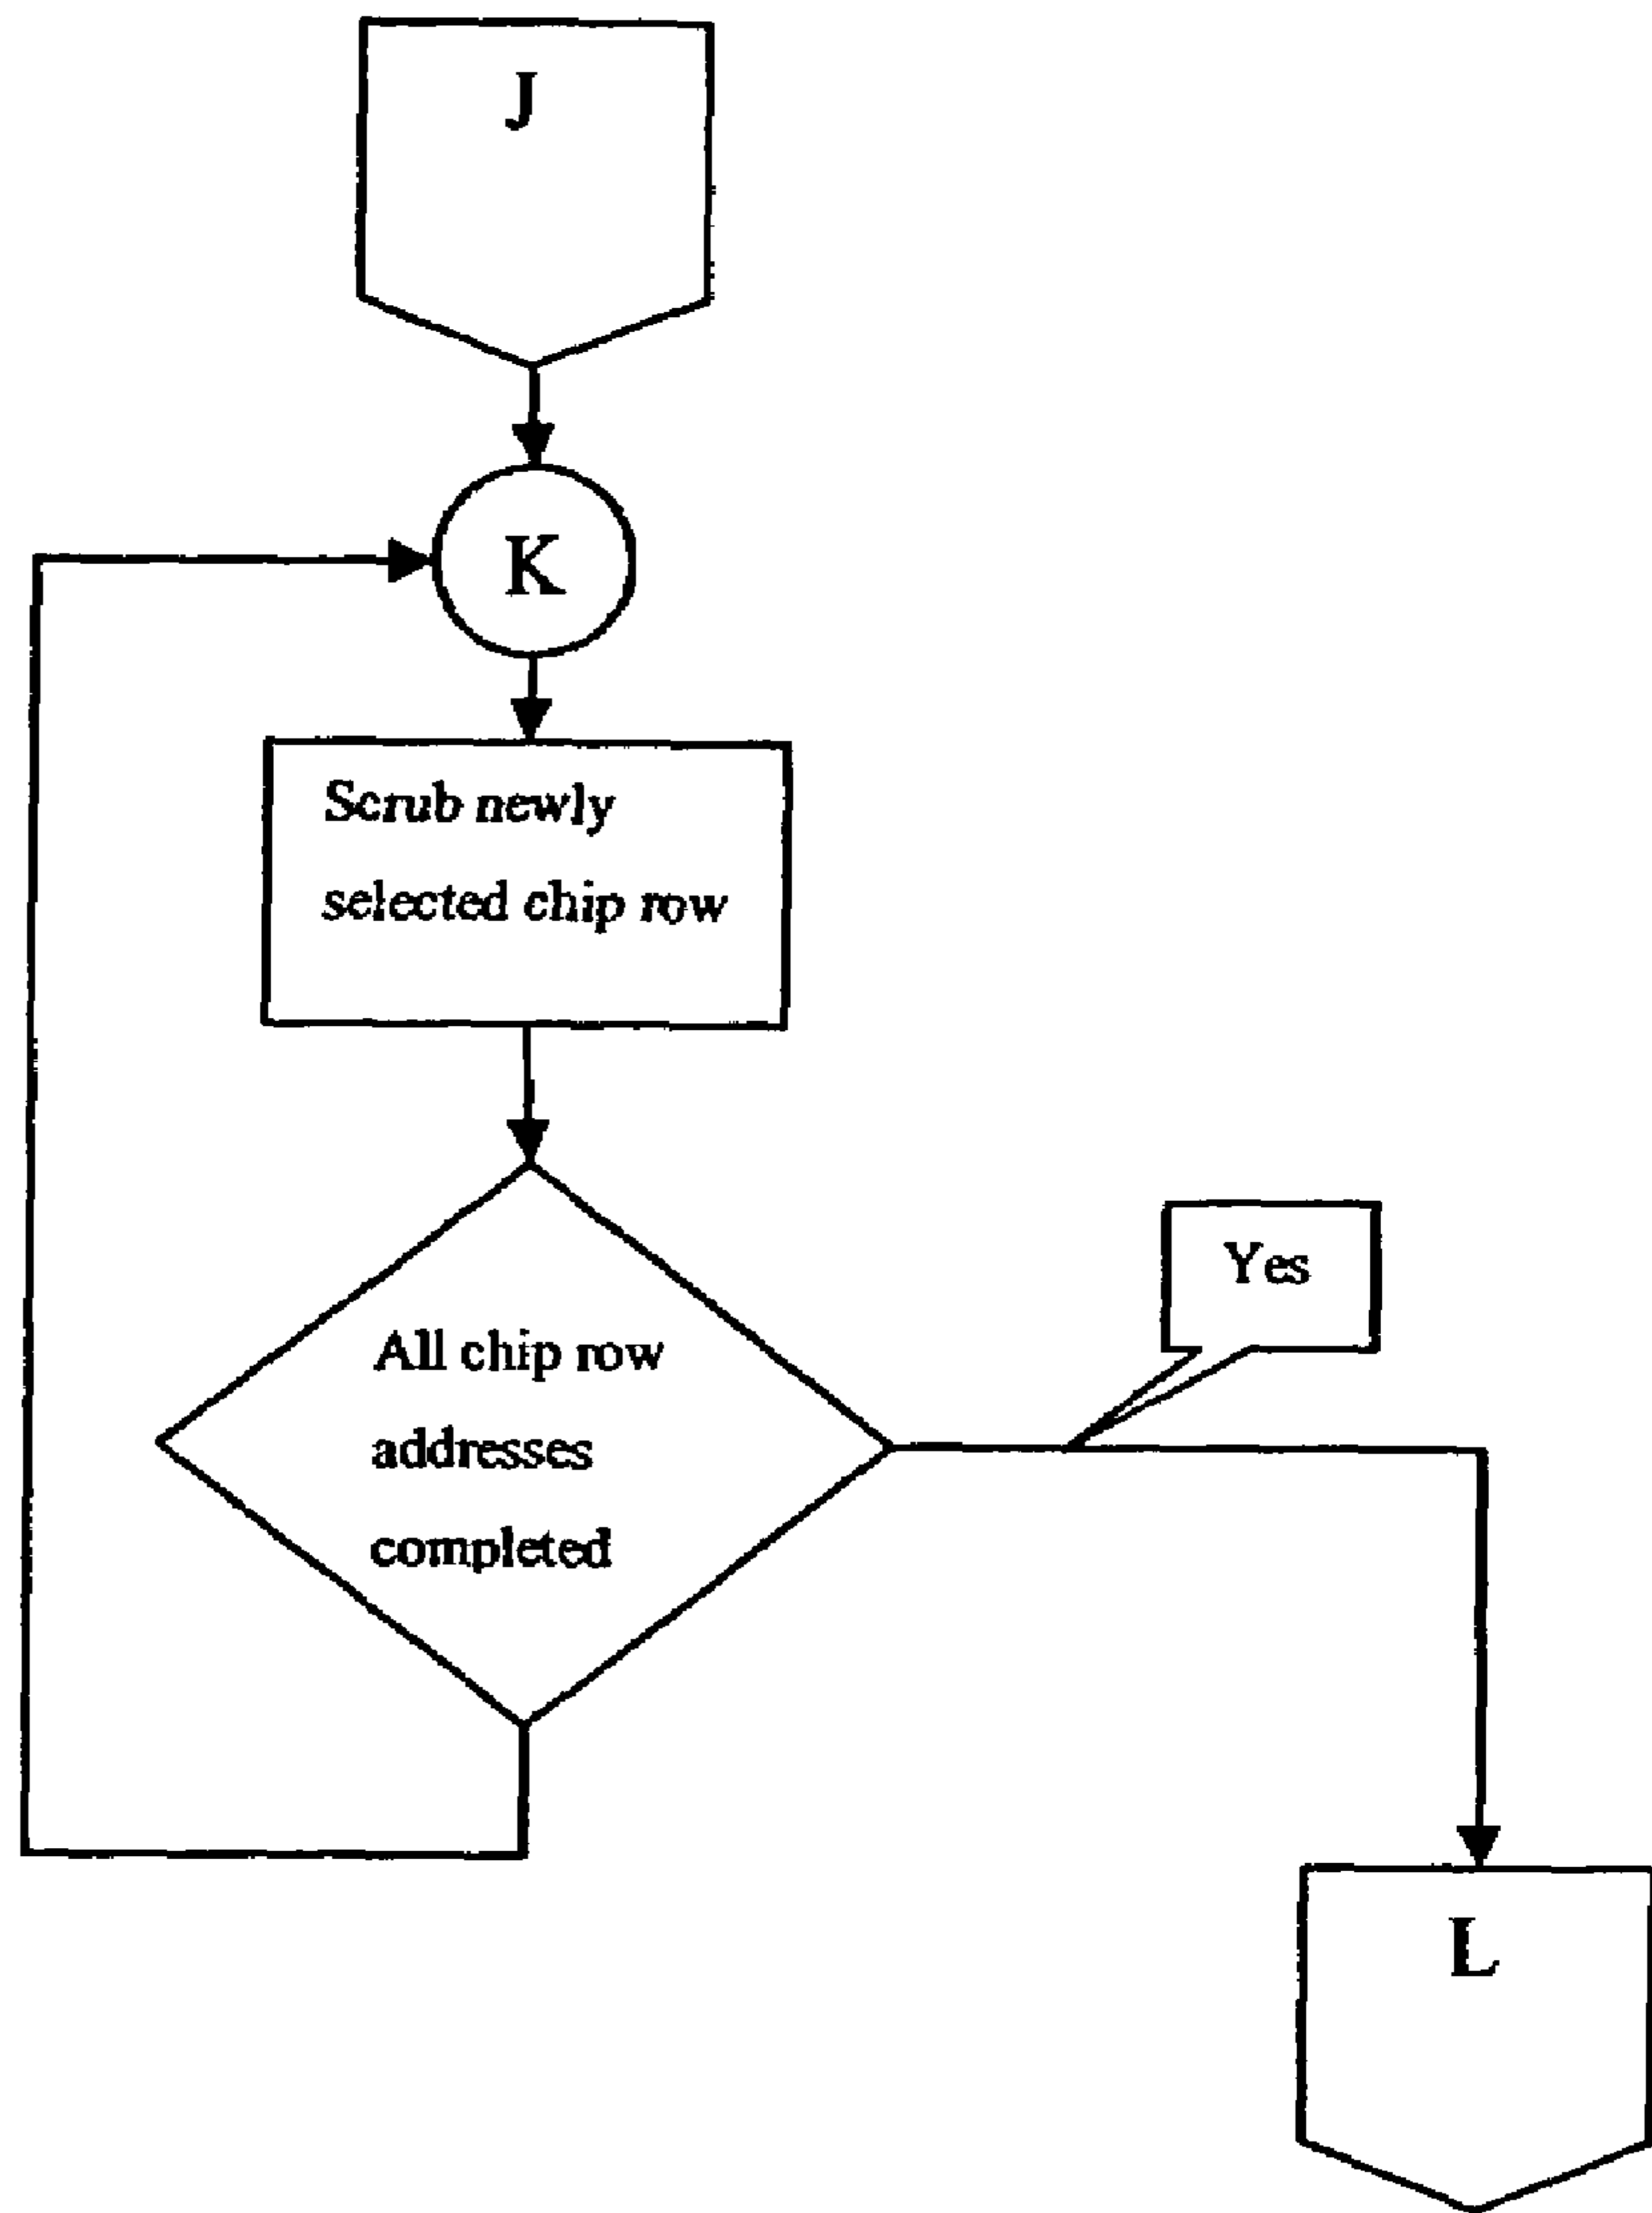 J
K
Scrub newly
selected chip row
All chip row
addresses
completed
Yes
L